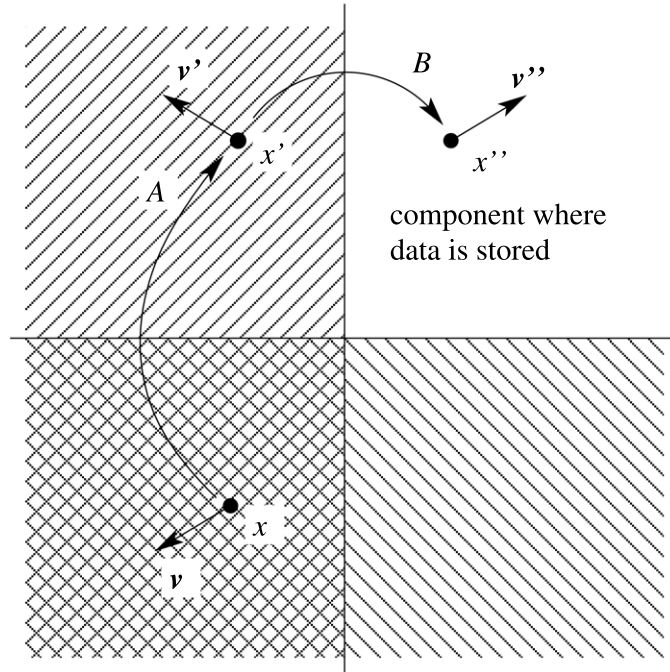 v'
B
v''
x'
x''
A
component where
data is stored
x
v